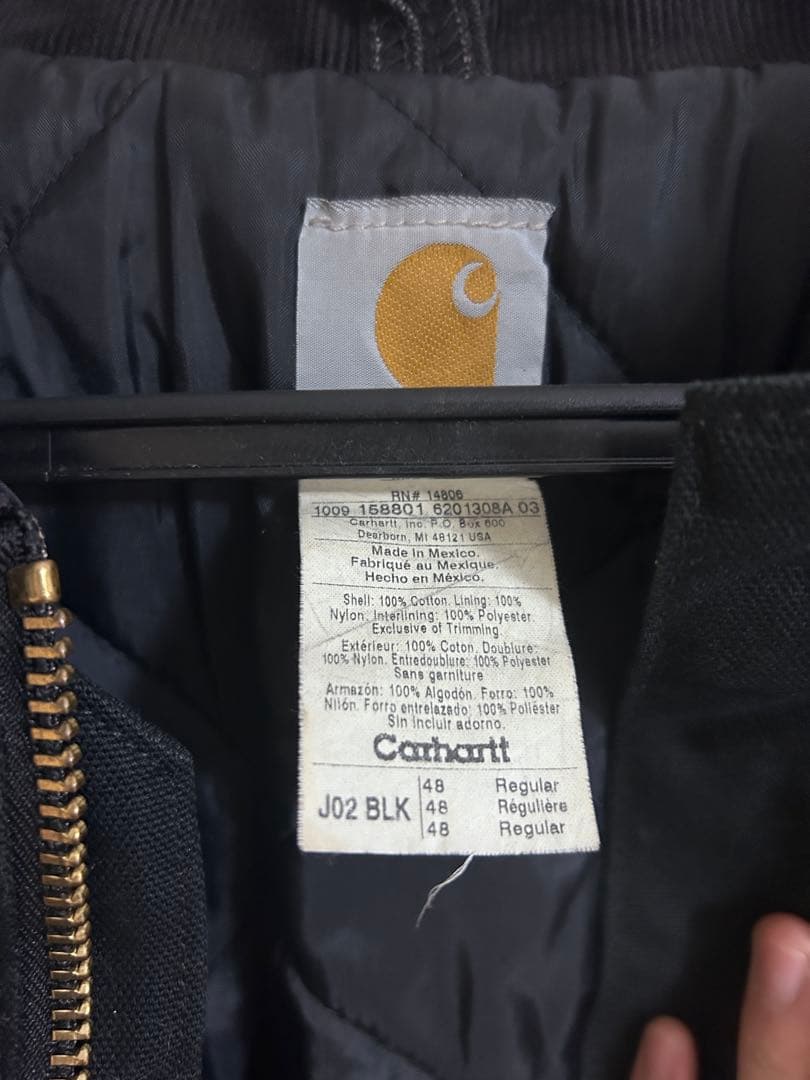 RN# 14806
1009 158801 6201308A 03
Carhartt, Inc. P.O. Box 600
Dearborn, MI 48121 USA
Made in Mexico.
Fabriqué au Mexique.
Hecho en México.
Shell: 100% Cotton. Lining: 100%
Nylon. Interlining: 100% Polyester.
Exclusive of Trimming.
Extérieur: 100% Coton. Doublure:
100% Nylon. Entredoublure: 100% Polyester
Sans garniture
Armazón: 100% Algodón. Forro: 100%
Nilón. Forro entrelazado: 100% Poliéster
Sin incluir adorno.
Carhartt
J02 BLK
48 Regular
48 Régulière
48 Regular